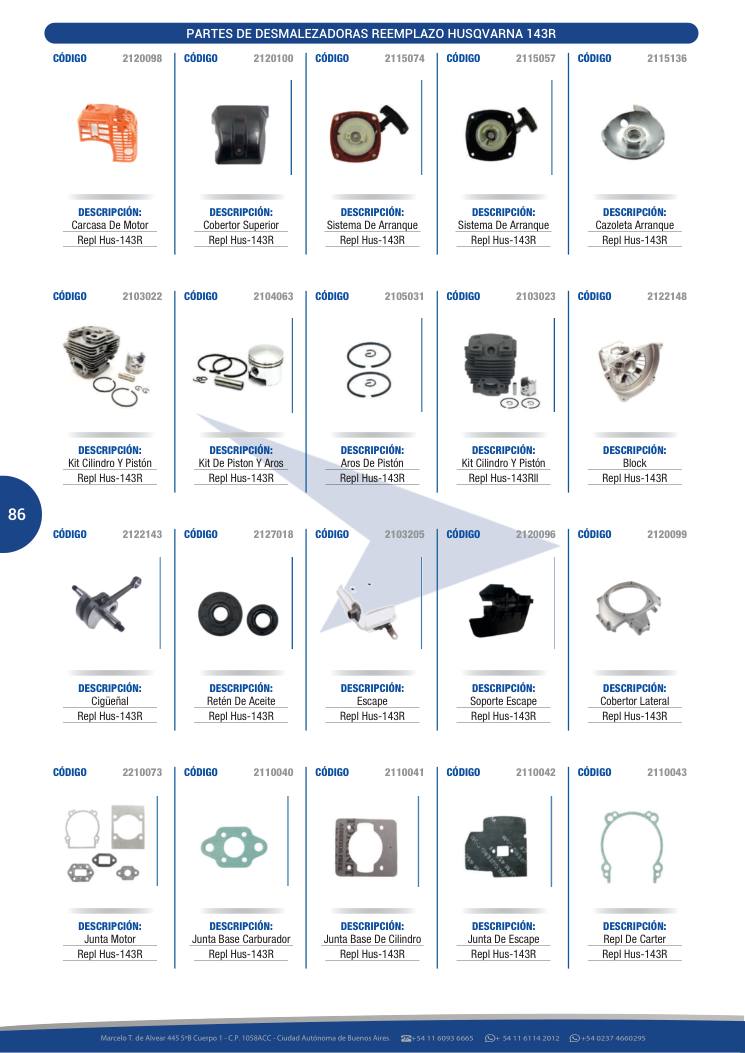 PARTES DE DESMALEZADORAS REEMPLAZO HUSQVARNA 143R
CÓDIGO 2120098
DESCRIPCIÓN:
Carcasa De Motor
Repl Hus-143R
CÓDIGO 2120100
DESCRIPCIÓN:
Cobertor Superior
Repl Hus-143R
CÓDIGO 2115074
DESCRIPCIÓN:
Sistema De Arranque
Repl Hus-143R
CÓDIGO 2115057
DESCRIPCIÓN:
Sistema De Arranque
Repl Hus-143R
CÓDIGO 2115136
DESCRIPCIÓN:
Cazoleta Arranque
Repl Hus-143R
CÓDIGO 2103022
DESCRIPCIÓN:
Kit Cilindro Y Pistón
Repl Hus-143R
CÓDIGO 2104063
DESCRIPCIÓN:
Kit De Piston Y Aros
Repl Hus-143R
CÓDIGO 2105031
DESCRIPCIÓN:
Aros De Pistón
Repl Hus-143R
CÓDIGO 2103023
DESCRIPCIÓN:
Kit Cilindro Y Pistón
Repl Hus-143RII
CÓDIGO 2122148
DESCRIPCIÓN:
Block
Repl Hus-143R
86
CÓDIGO 2122143
DESCRIPCIÓN:
Cigüeñal
Repl Hus-143R
CÓDIGO 2127018
DESCRIPCIÓN:
Retén De Aceite
Repl Hus-143R
CÓDIGO 2103205
DESCRIPCIÓN:
Escape
Repl Hus-143R
CÓDIGO 2120096
DESCRIPCIÓN:
Soporte Escape
Repl Hus-143R
CÓDIGO 2120099
DESCRIPCIÓN:
Cobertor Lateral
Repl Hus-143R
CÓDIGO 2210073
DESCRIPCIÓN:
Junta Motor
Repl Hus-143R
CÓDIGO 2110040
DESCRIPCIÓN:
Junta Base Carburador
Repl Hus-143R
CÓDIGO 2110041
DESCRIPCIÓN:
Junta Base De Cilindro
Repl Hus-143R
CÓDIGO 2110042
DESCRIPCIÓN:
Junta De Escape
Repl Hus-143R
CÓDIGO 2110043
DESCRIPCIÓN:
Repl De Carter
Repl Hus-143R
Marcelo T. de Alvear 445 5ºB Cuerpo 1 - C.P. 1058ACC - Ciudad Autónoma de Buenos Aires. +54 11 6093 6665 + 54 11 6114 2012 +54 0237 4660295